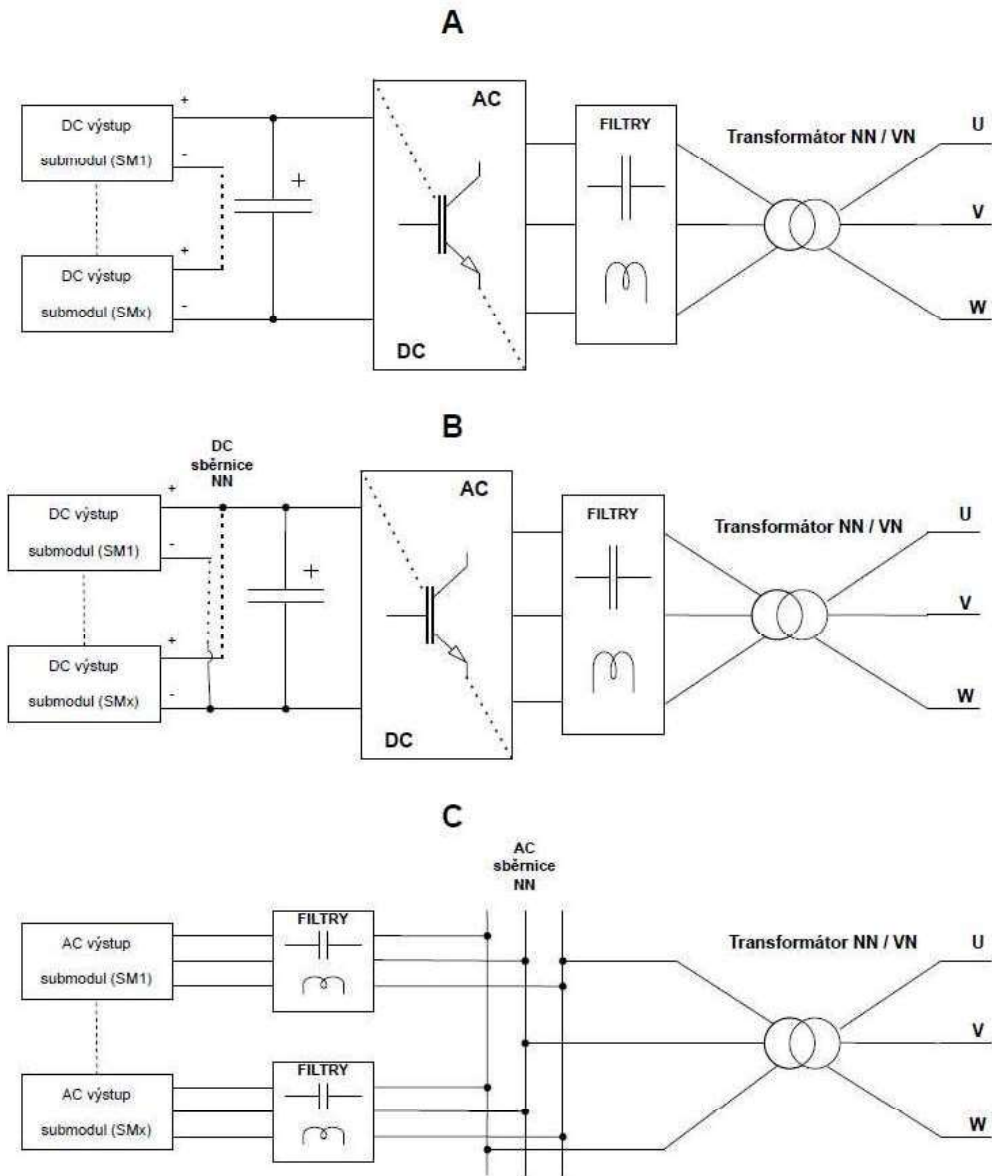 A
DC výstup
submodul (SM1)
+
-
DC výstup
submodul (SMx)
+
-
+
AC
DC
FILTRY
Transformátor NN / VN
U
V
W
B
DC
sběrnice
NN
DC výstup
submodul (SM1)
+
-
DC výstup
submodul (SMx)
+
-
+
AC
DC
FILTRY
Transformátor NN / VN
U
V
W
C
AC
sběrnice
NN
AC výstup
submodul (SM1)
FILTRY
AC výstup
submodul (SMx)
FILTRY
Transformátor NN / VN
U
V
W